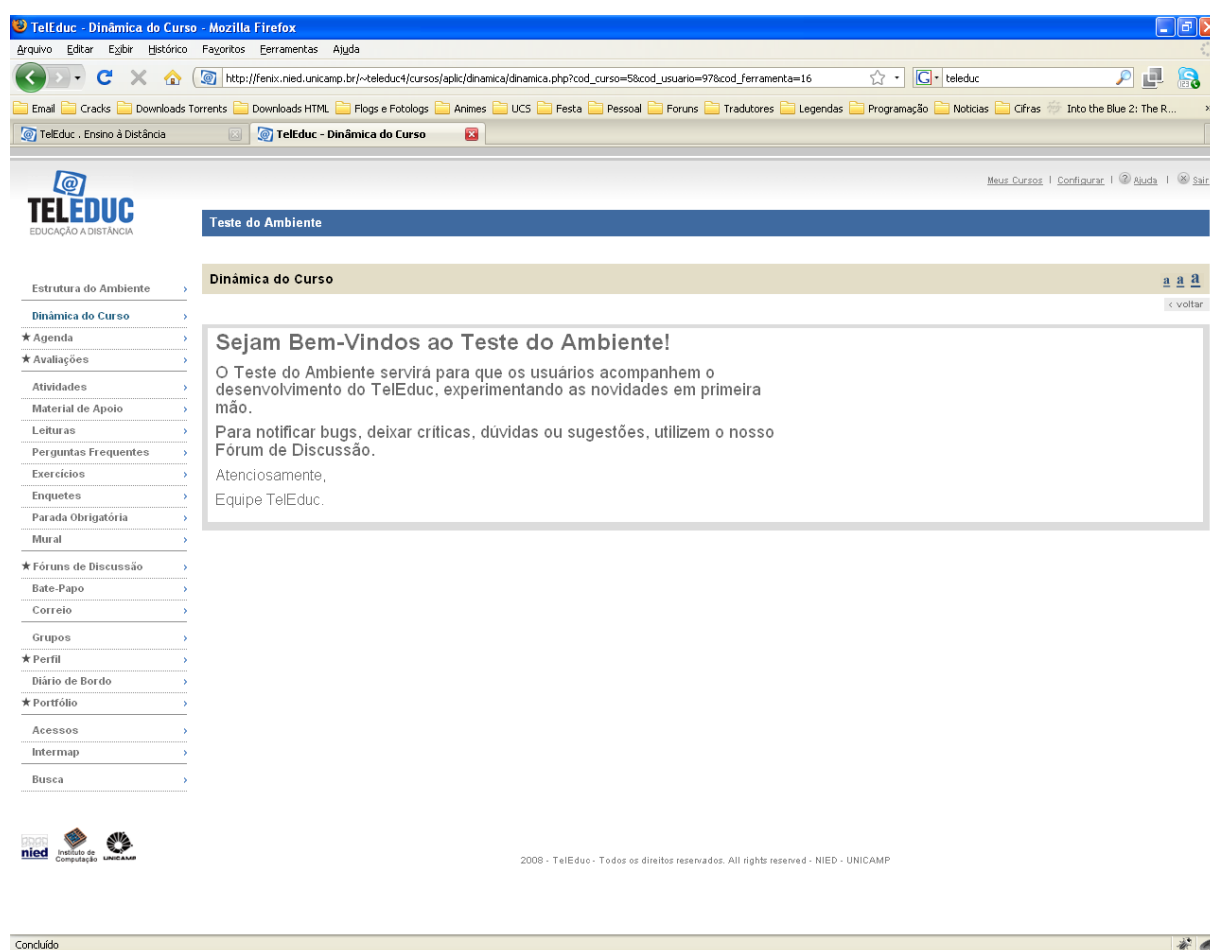 TelEduc - Dinâmica do Curso - Mozilla Firefox
Arquivo Editar Exibir Histórico Favoritos Ferramentas Ajuda
http://fenix.nied.unicamp.br/~teleduc4/cursos/aplic/dinamica/dinamica.php?cod_curso=5&cod_usuario=97&cod_ferramenta=16 teleduc
Email Cracks Downloads Torrents Downloads HTML Flogs e Fotologs Animes UCS Festa Pessoal Foruns Tradutores Legendas Programação Noticias Cifras Into the Blue 2: The R...
TelEduc . Ensino à Distância TelEduc - Dinâmica do Curso
Meus Cursos | Configurar | ? Ajuda | Sair
TELEDUC
EDUCAÇÃO A DISTÂNCIA
Teste do Ambiente
Dinâmica do Curso a a a
‹ voltar
Estrutura do Ambiente ›
Dinâmica do Curso ›
★ Agenda ›
★ Avaliações ›
Atividades ›
Material de Apoio ›
Leituras ›
Perguntas Frequentes ›
Exercícios ›
Enquetes ›
Parada Obrigatória ›
Mural ›
★ Fóruns de Discussão ›
Bate-Papo ›
Correio ›
Grupos ›
★ Perfil ›
Diário de Bordo ›
★ Portfólio ›
Acessos ›
Intermap ›
Busca ›
Sejam Bem-Vindos ao Teste do Ambiente!
O Teste do Ambiente servirá para que os usuários acompanhem o
desenvolvimento do TelEduc, experimentando as novidades em primeira
mão.
Para notificar bugs, deixar críticas, dúvidas ou sugestões, utilizem o nosso
Fórum de Discussão.
Atenciosamente,
Equipe TelEduc.
nied
Instituto de
Computação
UNICAMP
2008 - TelEduc - Todos os direitos reservados. All rights reserved - NIED - UNICAMP
Concluído